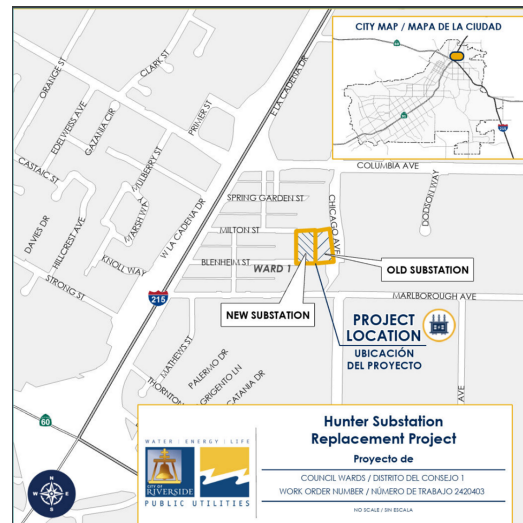 CITY MAP / MAPA DE LA CIUDAD
ORANGE ST
CLARK ST
E LA CADENA DR
EDELWEISS AVE
GAZANIA CIR
PRIMER ST
COLUMBIA AVE
CASTAIC ST
MULBERRY ST
SPRING GARDEN ST
CHICAGO AVE
DODSON WAY
DAVIES DR
HILLCREST AVE
MARSH WAY
W LA CADENA DR
MILTON ST
KNOLL WAY
BLENHEIM ST
WARD 1
OLD SUBSTATION
STRONG ST
215
MARLBOROUGH AVE
NEW SUBSTATION
PROJECT
LOCATION
UBICACIÓN
DEL PROYECTO
MATHEWS ST
PALERMO DR
GRIGENTO LN
CATANIA DR
THORNTON
AVE
60
Hunter Substation
Replacement Project
Proyecto de
WATER | ENERGY | LIFE
CITY OF
RIVERSIDE
PUBLIC UTILITIES
COUNCIL WARDS / DISTRITO DEL CONSEJO 1
WORK ORDER NUMBER / NÚMERO DE TRABAJO 2420403
NO SCALE / SIN ESCALA
N
W E
S